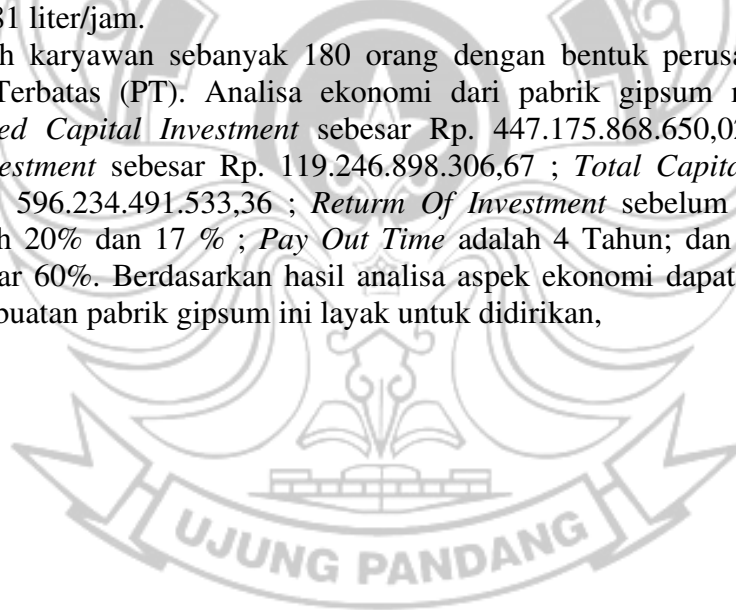 81 liter/jam.
h karyawan sebanyak 180 orang dengan bentuk perusa
Terbatas (PT). Analisa ekonomi dari pabrik gipsum
ed Capital Investment sebesar Rp. 447.175.868.650,0
estment sebesar Rp. 119.246.898.306,67 ; Total Capita
596.234.491.533,36 ; Returm Of Investment sebelum
h 20% dan 17 % ; Pay Out Time adalah 4 Tahun; dan
ar 60%. Berdasarkan hasil analisa aspek ekonomi dapat
buatan pabrik gipsum ini layak untuk didirikan,
UJUNG PANDANG